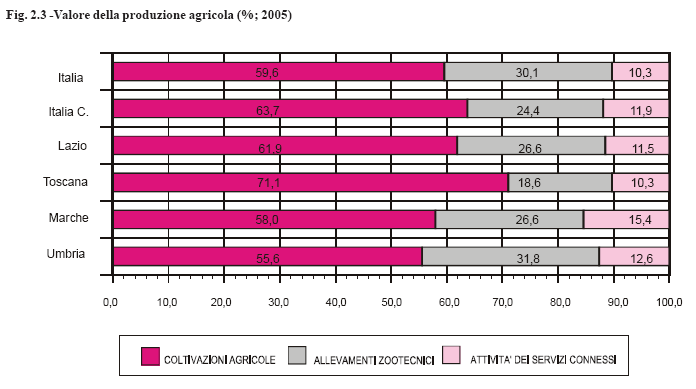 Fig. 2.3 -Valore della produzione agricola (%; 2005)
Italia 59,6 30,1 10,3
Italia C. 63,7 24,4 11,9
Lazio 61,9 26,6 11,5
Toscana 71,1 18,6 10,3
Marche 58,0 26,6 15,4
Umbria 55,6 31,8 12,6
0,0 10,0 20,0 30,0 40,0 50,0 60,0 70,0 80,0 90,0 100,0
COLTIVAZIONI AGRICOLE ALLEVAMENTI ZOOTECNICI ATTIVITA' DEI SERVIZI CONNESSI